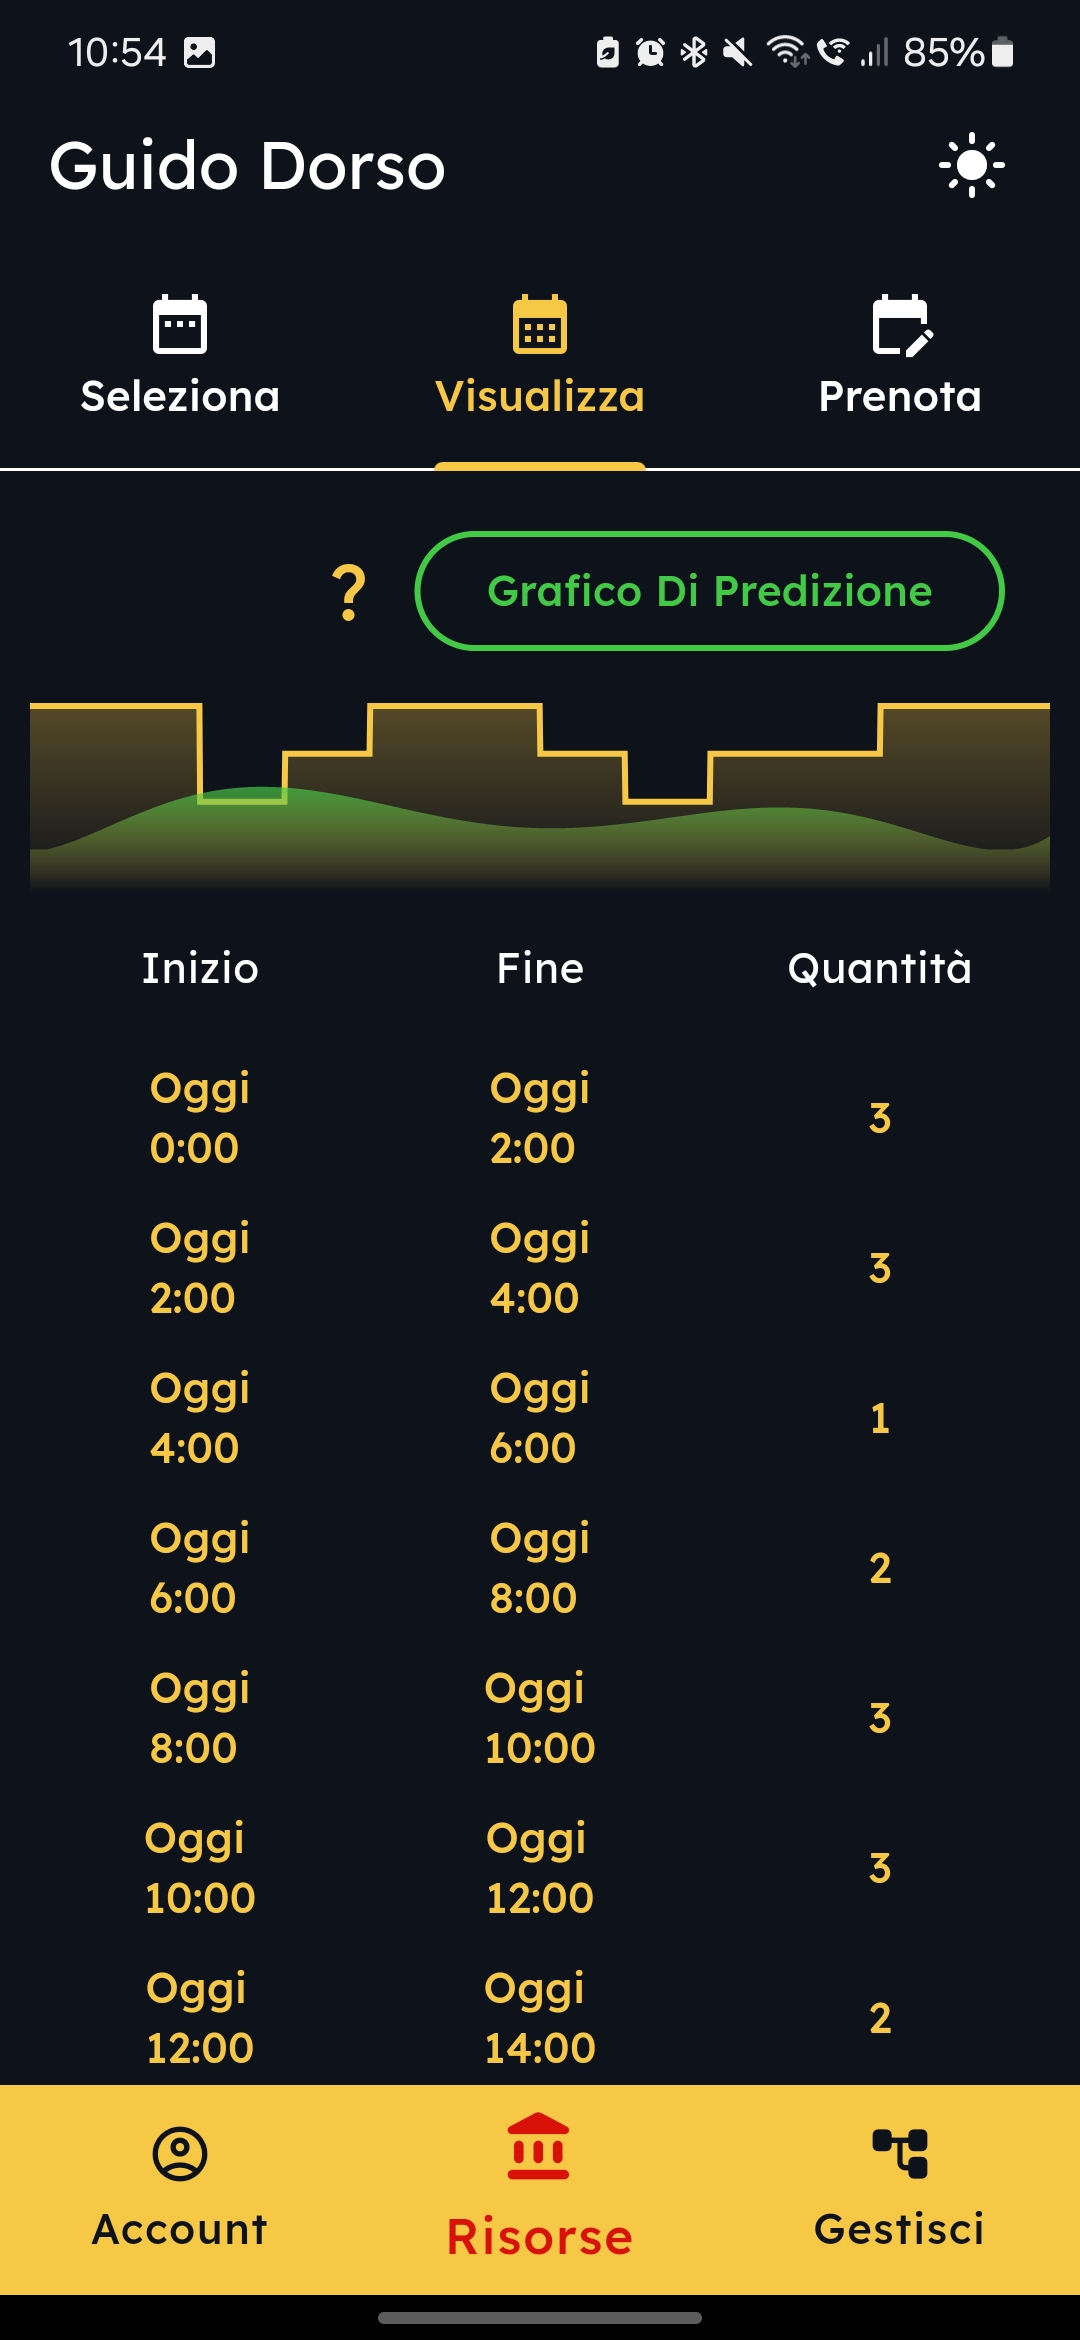 10:54 85%
Guido Dorso
Seleziona Visualizza Prenota
? Grafico Di Predizione
Inizio Fine Quantità
Oggi Oggi
0:00 2:00 3
Oggi Oggi
2:00 4:00 3
Oggi Oggi
4:00 6:00 1
Oggi Oggi
6:00 8:00 2
Oggi Oggi
8:00 10:00 3
Oggi Oggi
10:00 12:00 3
Oggi Oggi
12:00 14:00 2
Account Risorse Gestisci